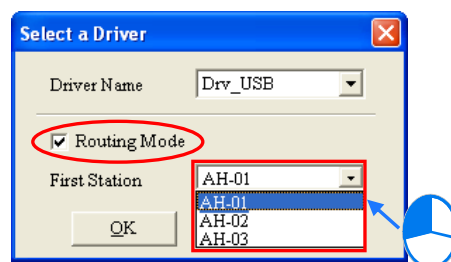 Select a Driver
Driver Name Drv_USB
Routing Mode
First Station AH-01
AH-01
AH-02
AH-03
OK